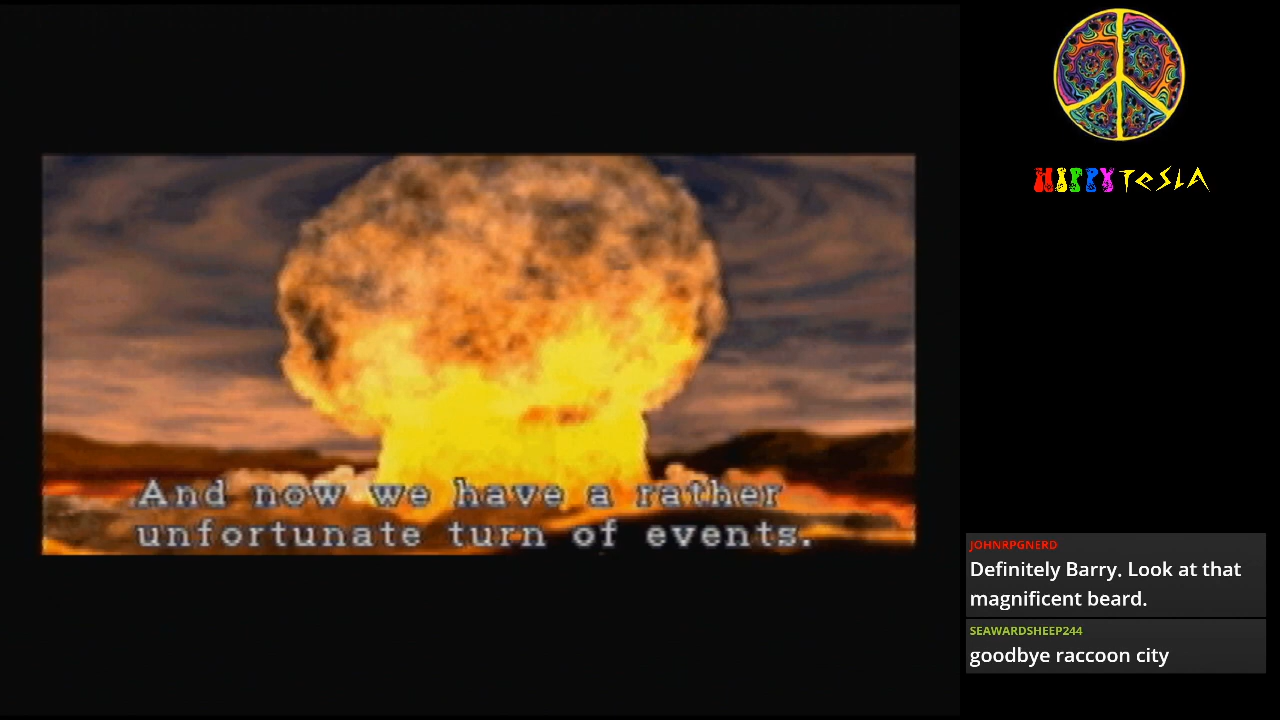 And now we have a rather
unfortunate turn of events.
HIPPYTESLA
JOHNRPGNERD
Definitely Barry. Look at that
magnificent beard.
SEAWARDSHEEP244
goodbye raccoon city